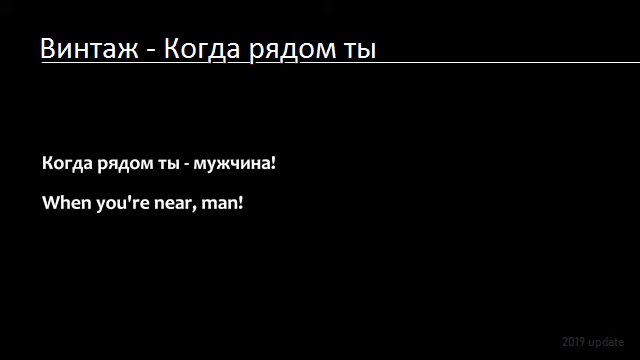 Винтаж - Когда рядом ты
Когда рядом ты - мужчина!
When you're near, man!
2019 update